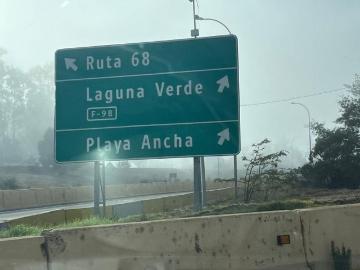 Ruta 68
Laguna Verde
F-98
Playa Ancha